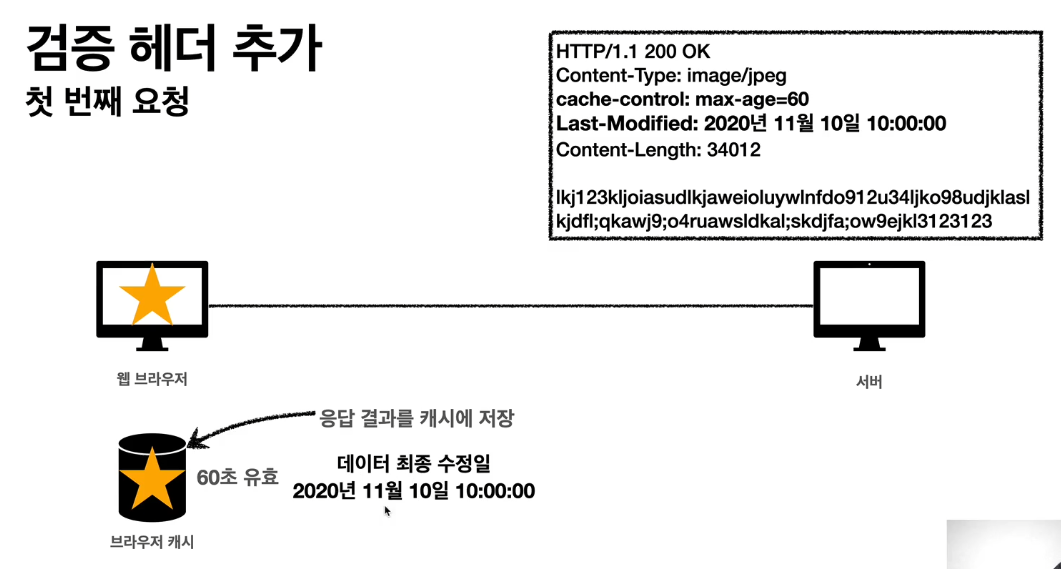 검증 헤더 추가
첫 번째 요청
HTTP/1.1 200 OK
Content-Type: image/jpeg
cache-control: max-age=60
Last-Modified: 2020년 11월 10일 10:00:00
Content-Length: 34012
lkj123kljoiasudlkjaweioluywlnfdo912u34ljko98udjklasl
kjdfl;qkawj9;o4ruawsldkal;skdjfa;ow9ejkl3123123
웹 브라우저
서버
응답 결과를 캐시에 저장
60초 유효
데이터 최종 수정일
2020년 11월 10일 10:00:00
브라우저 캐시